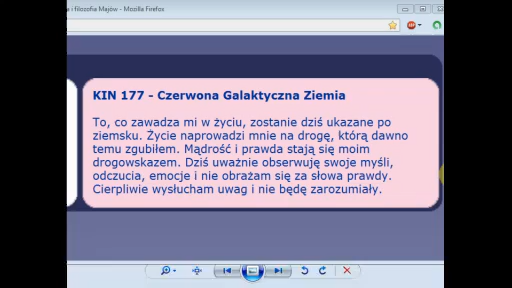 a i filozofia Majów - Mozilla Firefox
KIN 177 - Czerwona Galaktyczna Ziemia
To, co zawadza mi w życiu, zostanie dziś ukazane po
ziemsku. Życie naprowadzi mnie na drogę, którą dawno
temu zgubiłem. Mądrość i prawda stają się moim
drogowskazem. Dziś uważnie obserwuję swoje myśli,
odczucia, emocje i nie obrażam się za słowa prawdy.
Cierpliwie wysłucham uwag i nie będę zarozumiały.